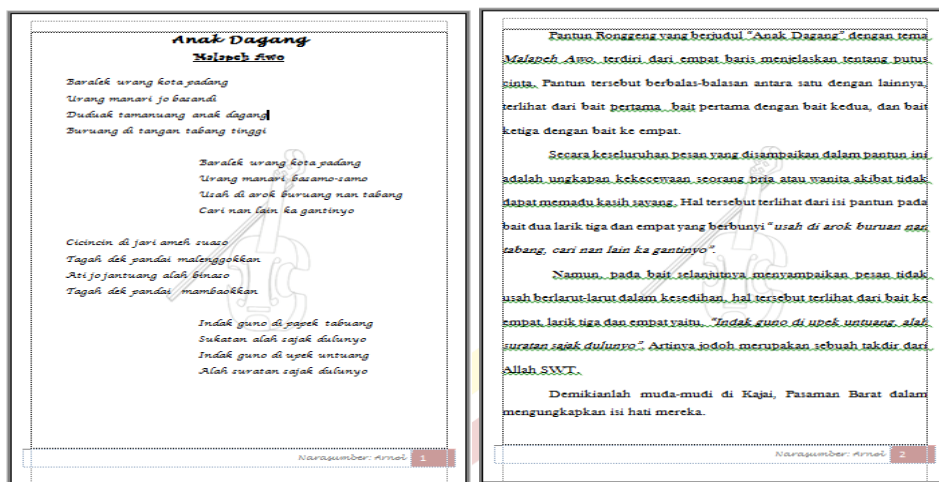 Anak Dagang
Malapeh Awo
Baralek urang kota padang
Urang manari jo basandi
Duduak tamanuang anak dagang
Buruang di tangan tabang tinggi
Baralek urang kota padang
Urang manari basamo-samo
Usah di arok buruang nan tabang
Cari nan lain ka gantinyo
Cicincin di jari ameh suaso
Tagah dek pandai malenggokkan
Ati jo jantuang alah binaso
Tagah dek pandai mambaokkan
Indak guno di papek tabuang
Sukatan alah sajak dulunyo
Indak guno di upek untuang
Alah suratan sajak dulunyo
Narasumber: Arnel 1
Pantun Ronggeng yang berjudul "Anak Dagang" dengan tema
Malapeh Awo, terdiri dari empat baris menjelaskan tentang putus
cinta. Pantun tersebut berbalas-balasan antara satu dengan lainnya,
terlihat dari bait pertama bait pertama dengan bait kedua, dan bait
ketiga dengan bait ke empat.
Secara keseluruhan pesan yang disampaikan dalam pantun ini
adalah ungkapan kekecewaan seorang pria atau wanita akibat tidak
dapat memadu kasih sayang. Hal tersebut terlihat dari isi pantun pada
bait dua larik tiga dan empat yang berbunyi "usah di arok buruan nan
tabang, cari nan lain ka gantinyo".
Namun, pada bait selanjutnya menyampaikan pesan tidak
usah berlarut-larut dalam kesedihan, hal tersebut terlihat dari bait ke
empat, larik tiga dan empat yaitu, "Indak guno di upek untuang, alah
suratan sajak dulunyo". Artinya jodoh merupakan sebuah takdir dari
Allah SWT.
Demikianlah muda-mudi di Kajai, Pasaman Barat dalam
mengungkapkan isi hati mereka.
Narasumber: Arnel 2